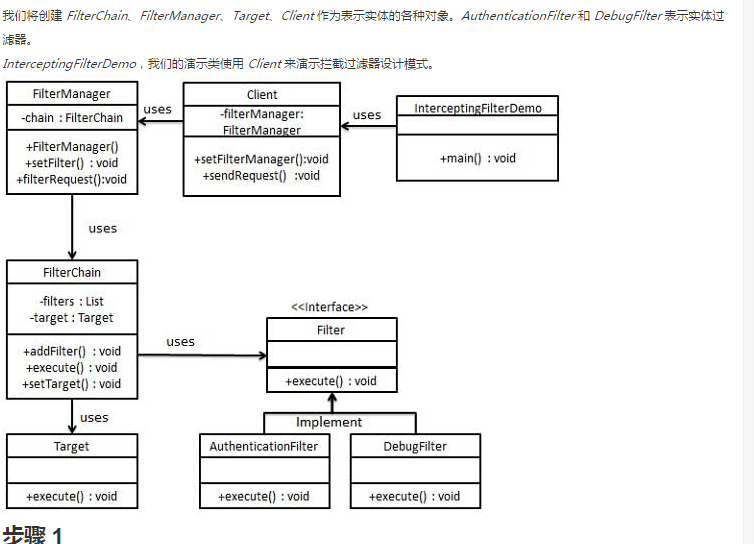 我们将创建 FilterChain、FilterManager、Target、Client 作为表示实体的各种对象。AuthenticationFilter 和 DebugFilter 表示实体过
滤器。
InterceptingFilterDemo，我们的演示类使用 Client 来演示拦截过滤器设计模式。
FilterManager
-chain : FilterChain
+FilterManager()
+setFilter() : void
+filterRequest():void
uses
Client
-filterManager:
FilterManager
+setFilterManager():void
+sendRequest() :void
uses
InterceptingFilterDemo
+main() : void
uses
FilterChain
-filters : List
-target : Target
+addFilter() : void
+execute() : void
+setTarget() : void
uses
<<Interface>>
Filter
+execute() : void
uses
Implement
Target
+execute() : void
AuthenticationFilter
+execute() : void
DebugFilter
+execute() : void
步骤 1